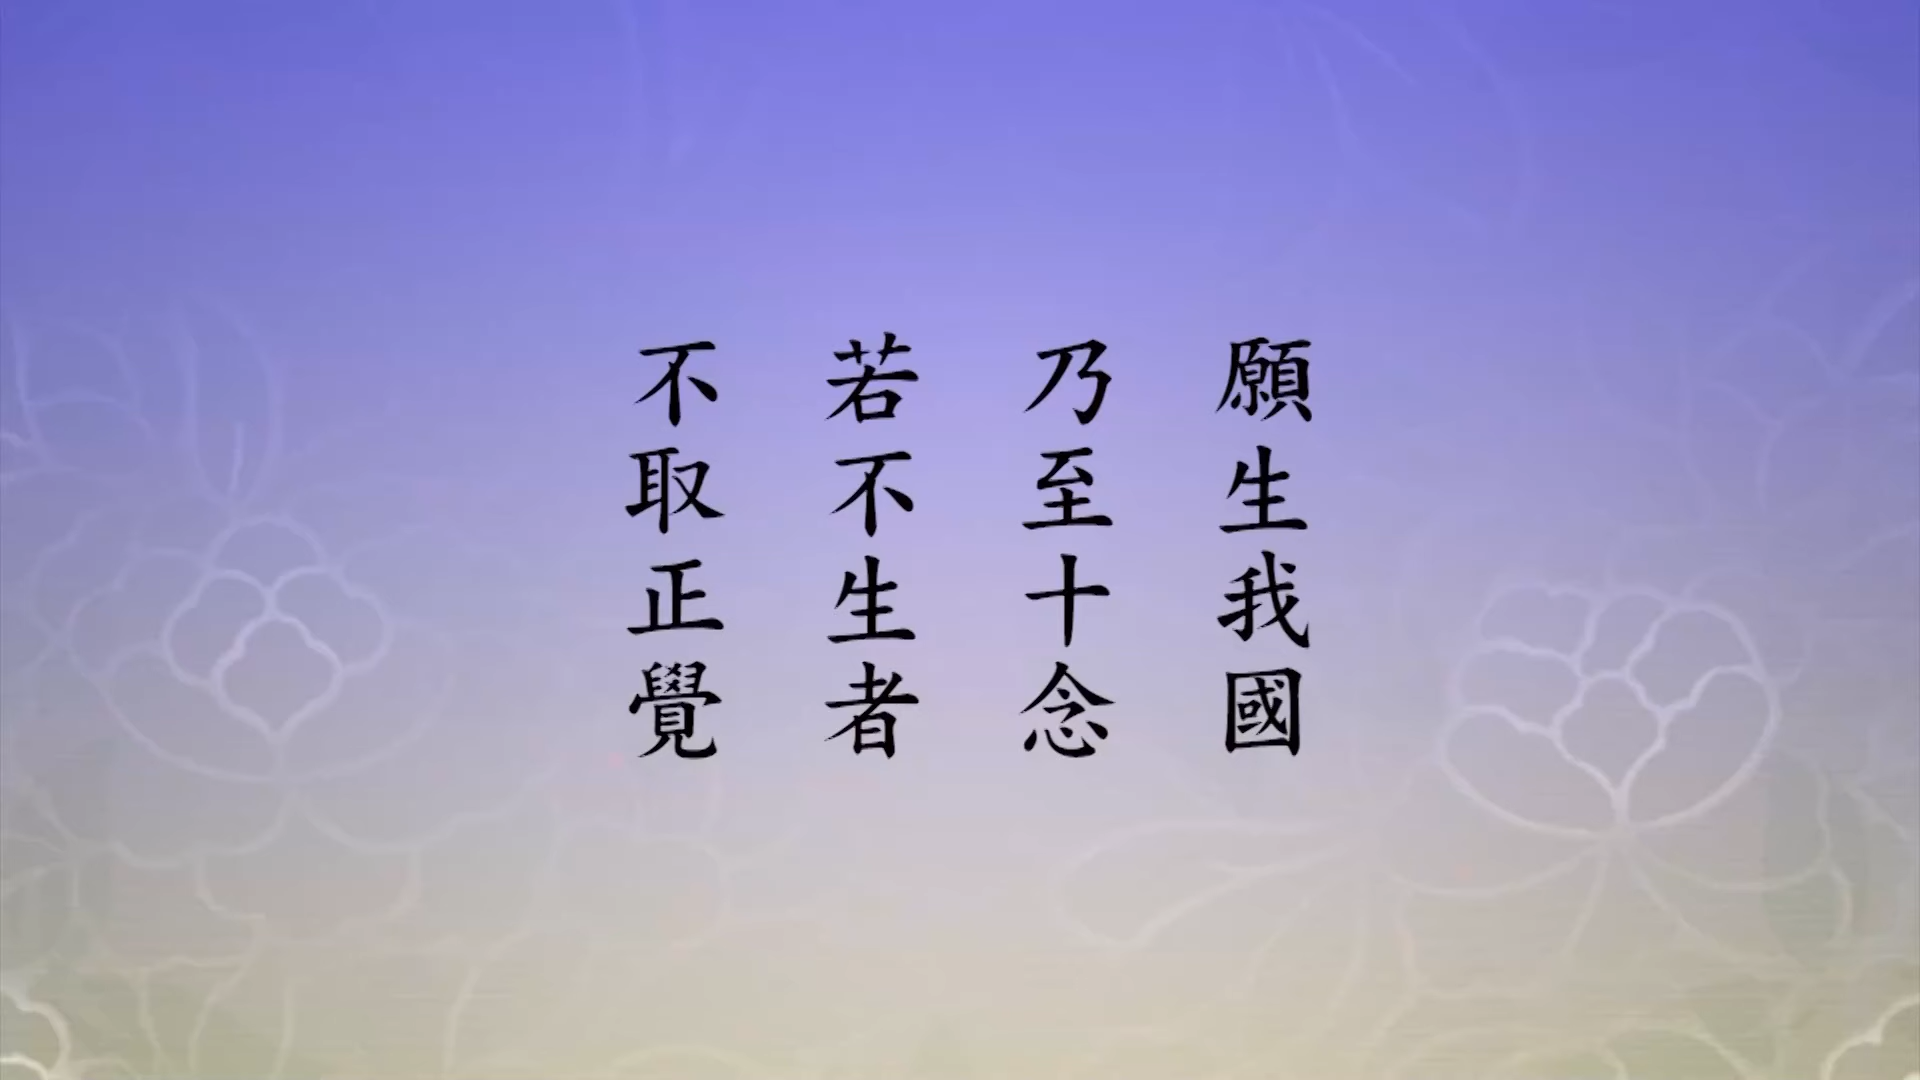 願生我國
乃至十念
若不生者
不取正覺